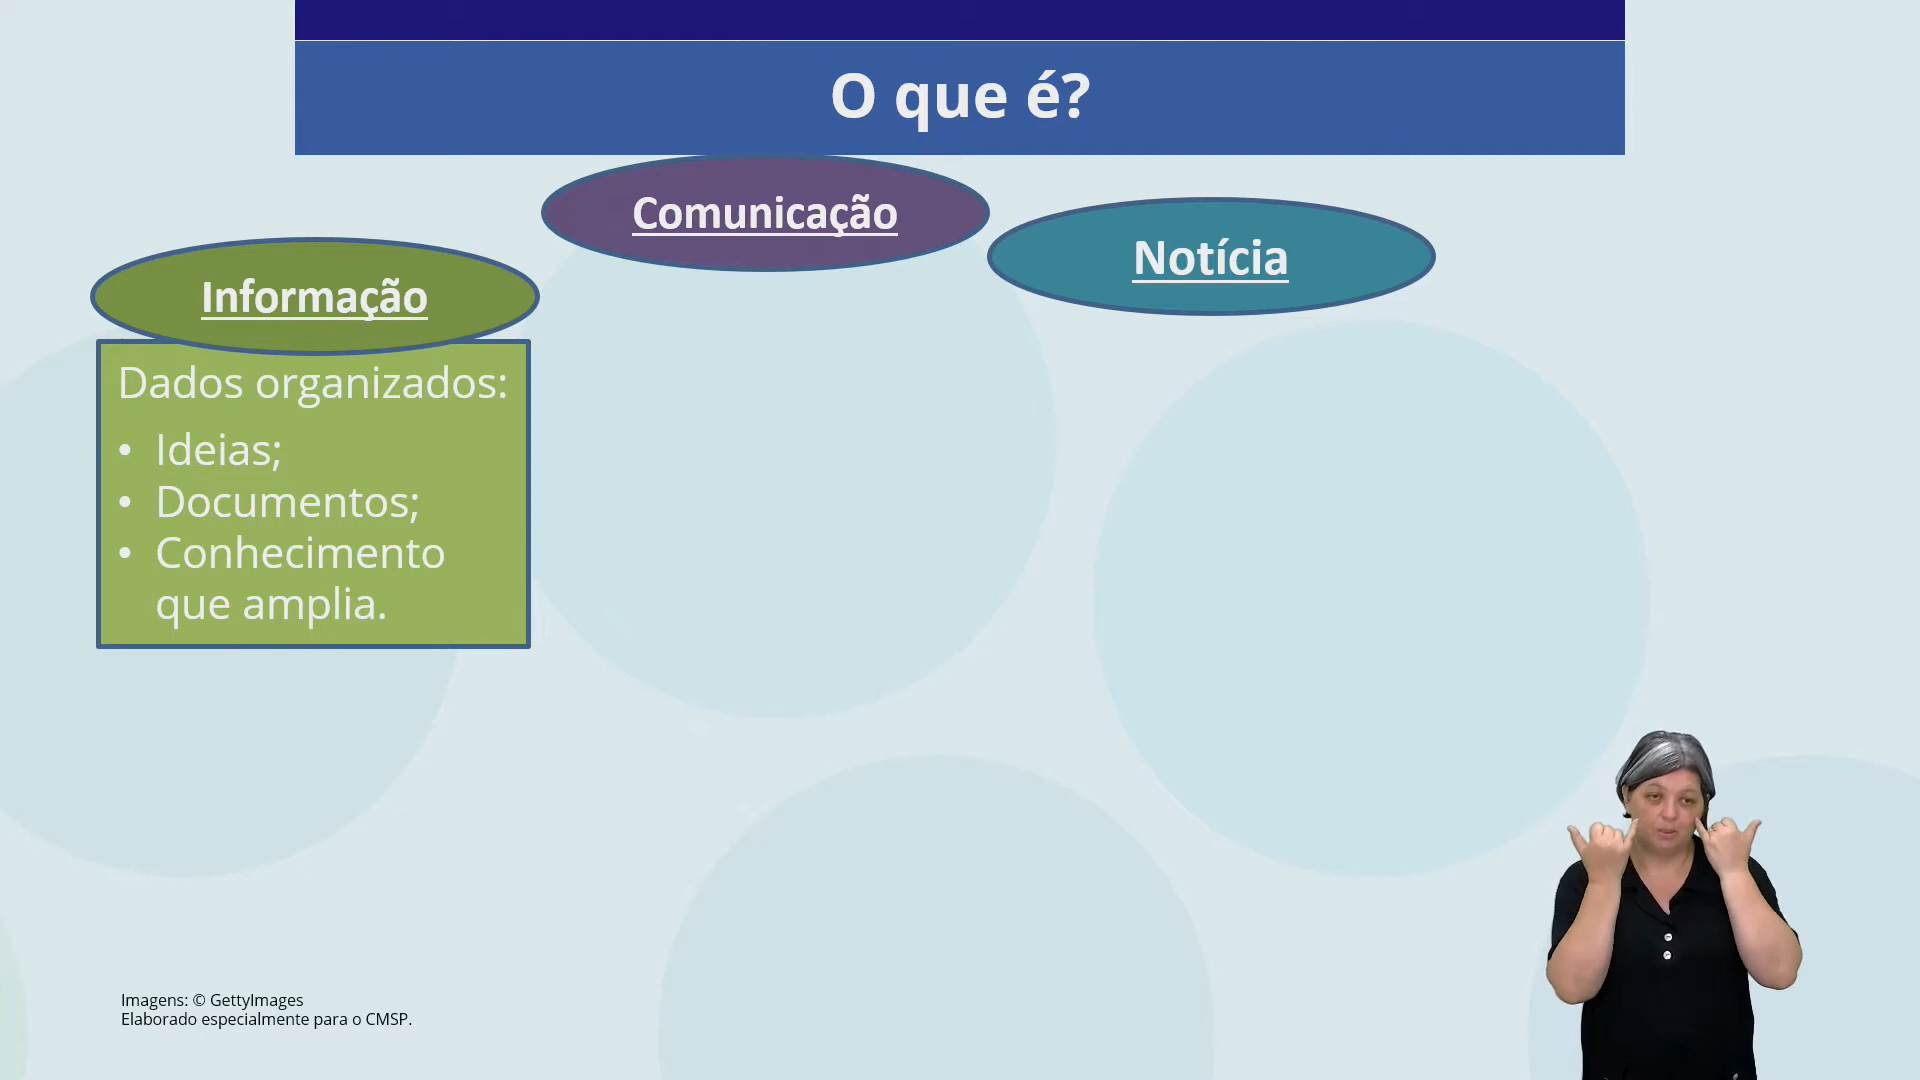 O que é?
Comunicação
Notícia
Informação
Dados organizados:
• Ideias;
• Documentos;
• Conhecimento
que amplia.
Imagens: © GettyImages
Elaborado especialmente para o CMSP.